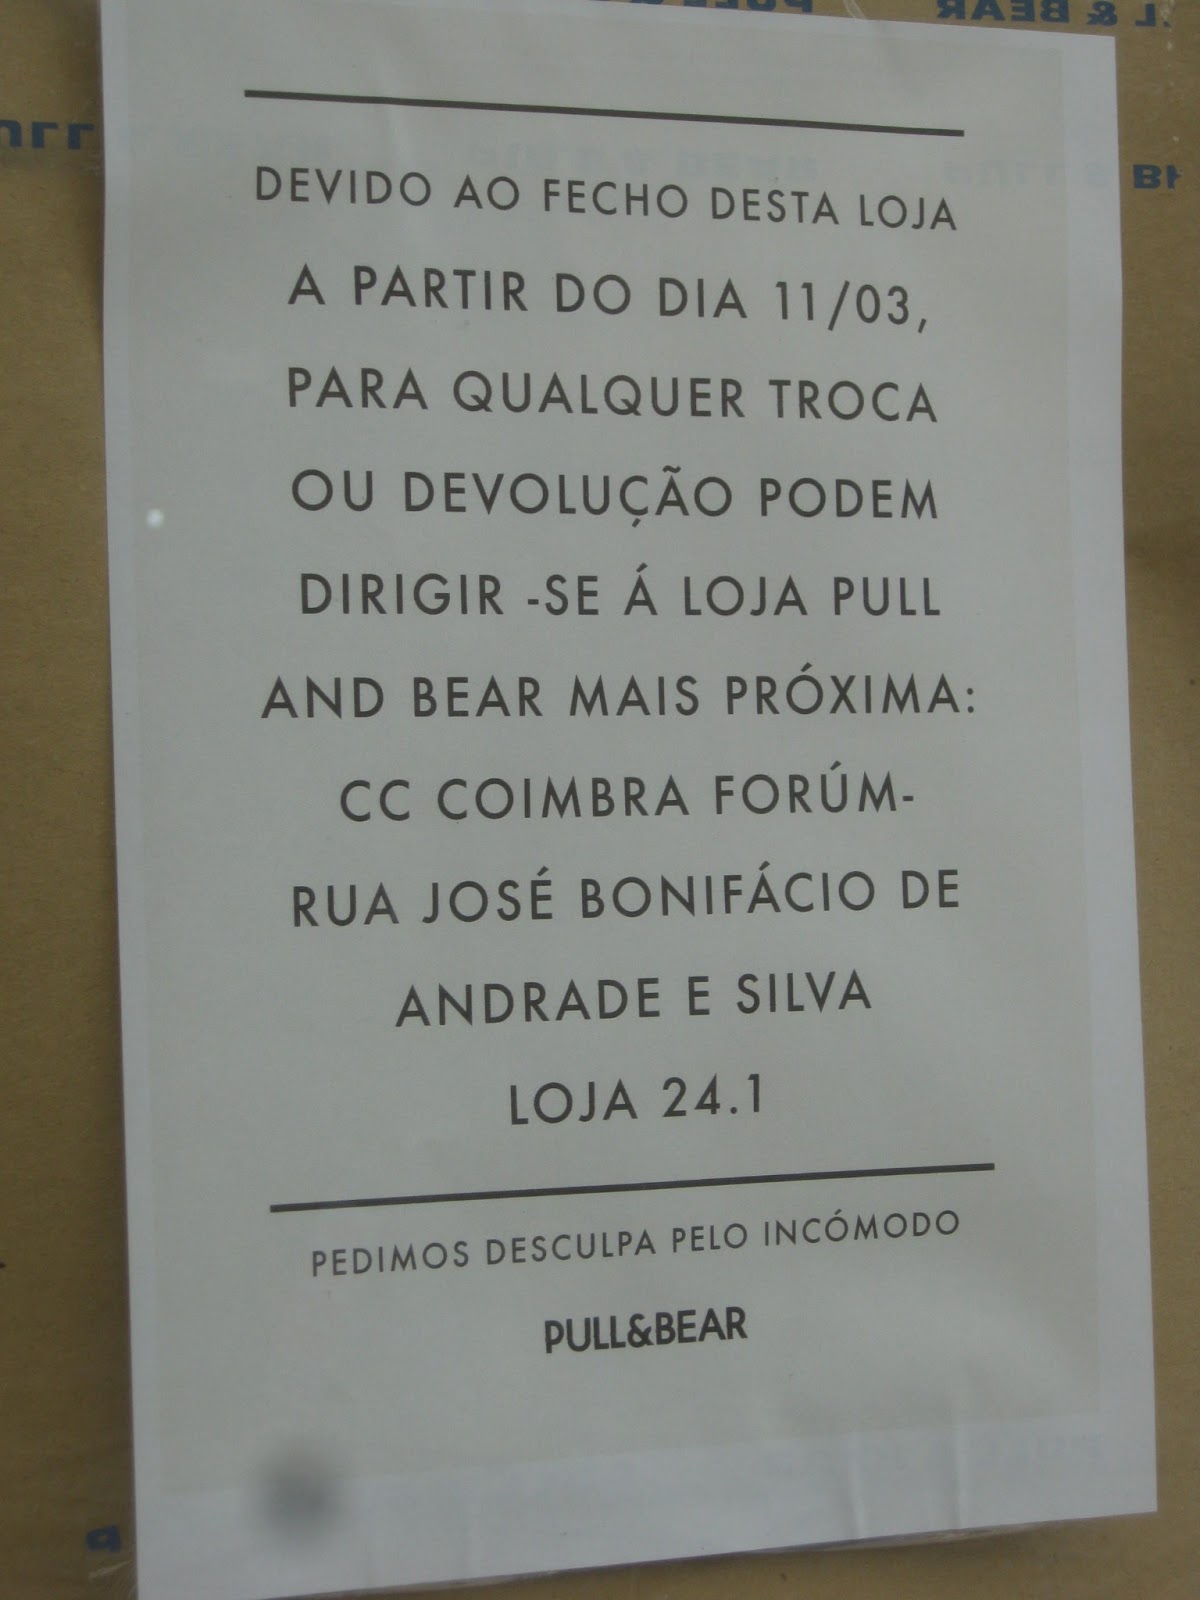 DEVIDO AO FECHO DESTA LOJA
A PARTIR DO DIA 11/03,
PARA QUALQUER TROCA
OU DEVOLUÇÃO PODEM
DIRIGIR -SE Á LOJA PULL
AND BEAR MAIS PRÓXIMA:
CC COIMBRA FORÚM-
RUA JOSÉ BONIFÁCIO DE
ANDRADE E SILVA
LOJA 24.1
PEDIMOS DESCULPA PELO INCÓMODO
PULL&BEAR